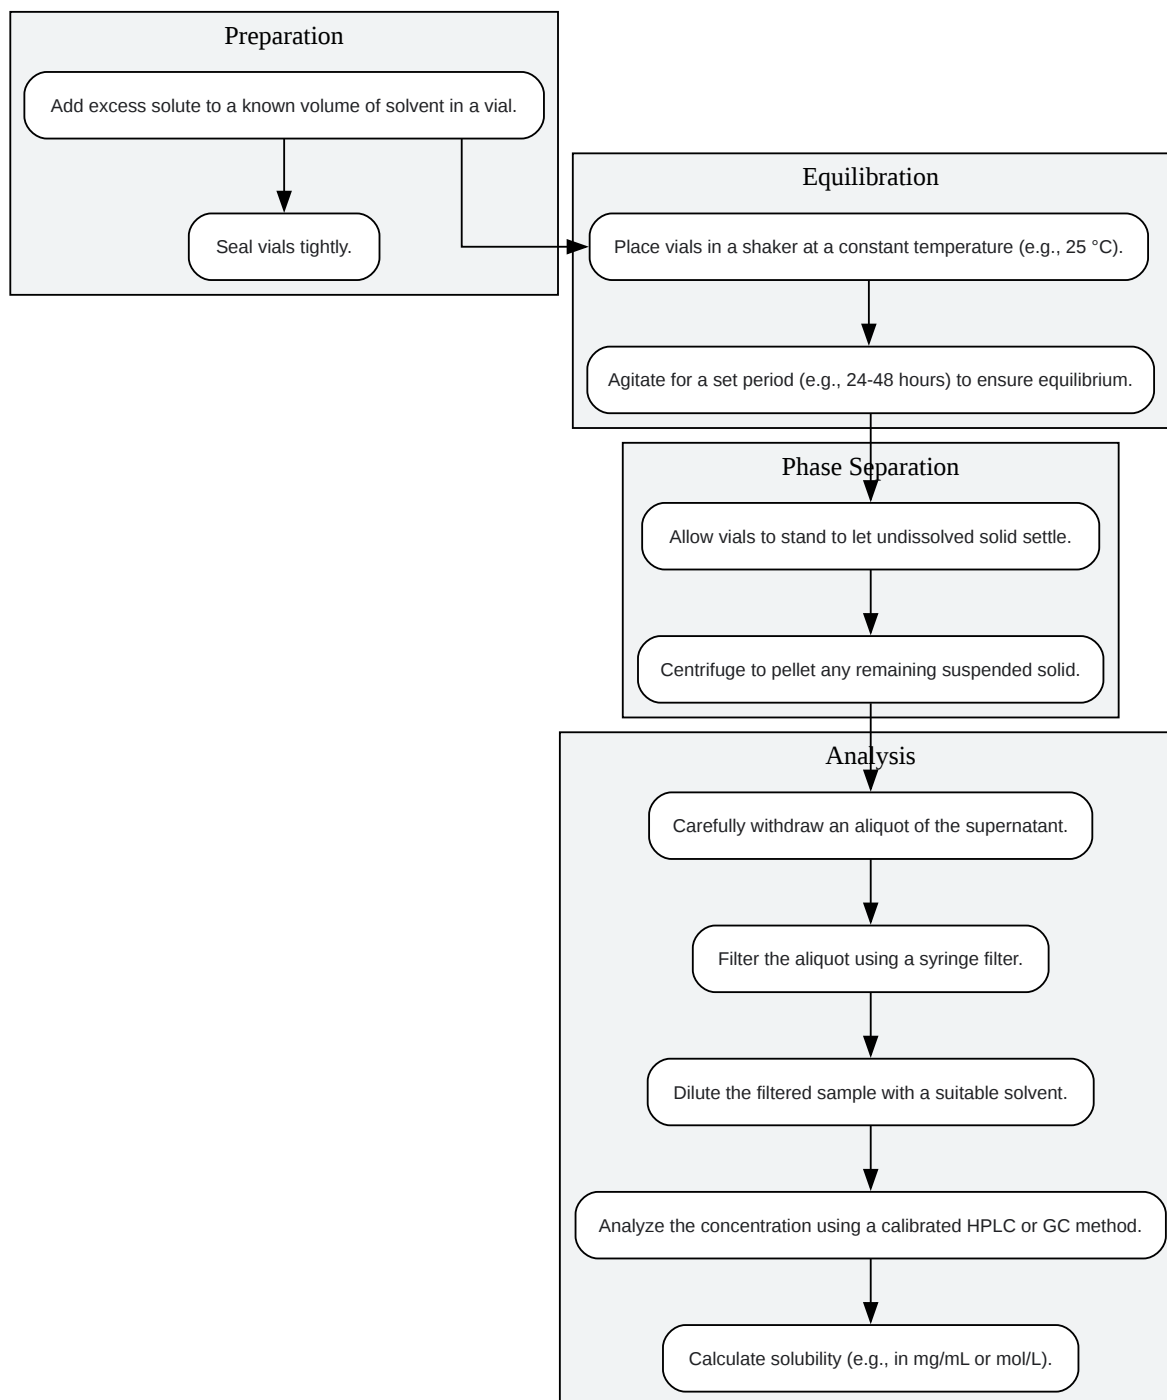 Preparation
Add excess solute to a known volume of solvent in a vial.
Seal vials tightly.
Equilibration
Place vials in a shaker at a constant temperature (e.g., 25 °C).
Agitate for a set period (e.g., 24-48 hours) to ensure equilibrium.
Phase Separation
Allow vials to stand to let undissolved solid settle.
Centrifuge to pellet any remaining suspended solid.
Analysis
Carefully withdraw an aliquot of the supernatant.
Filter the aliquot using a syringe filter.
Dilute the filtered sample with a suitable solvent.
Analyze the concentration using a calibrated HPLC or GC method.
Calculate solubility (e.g., in mg/mL or mol/L).